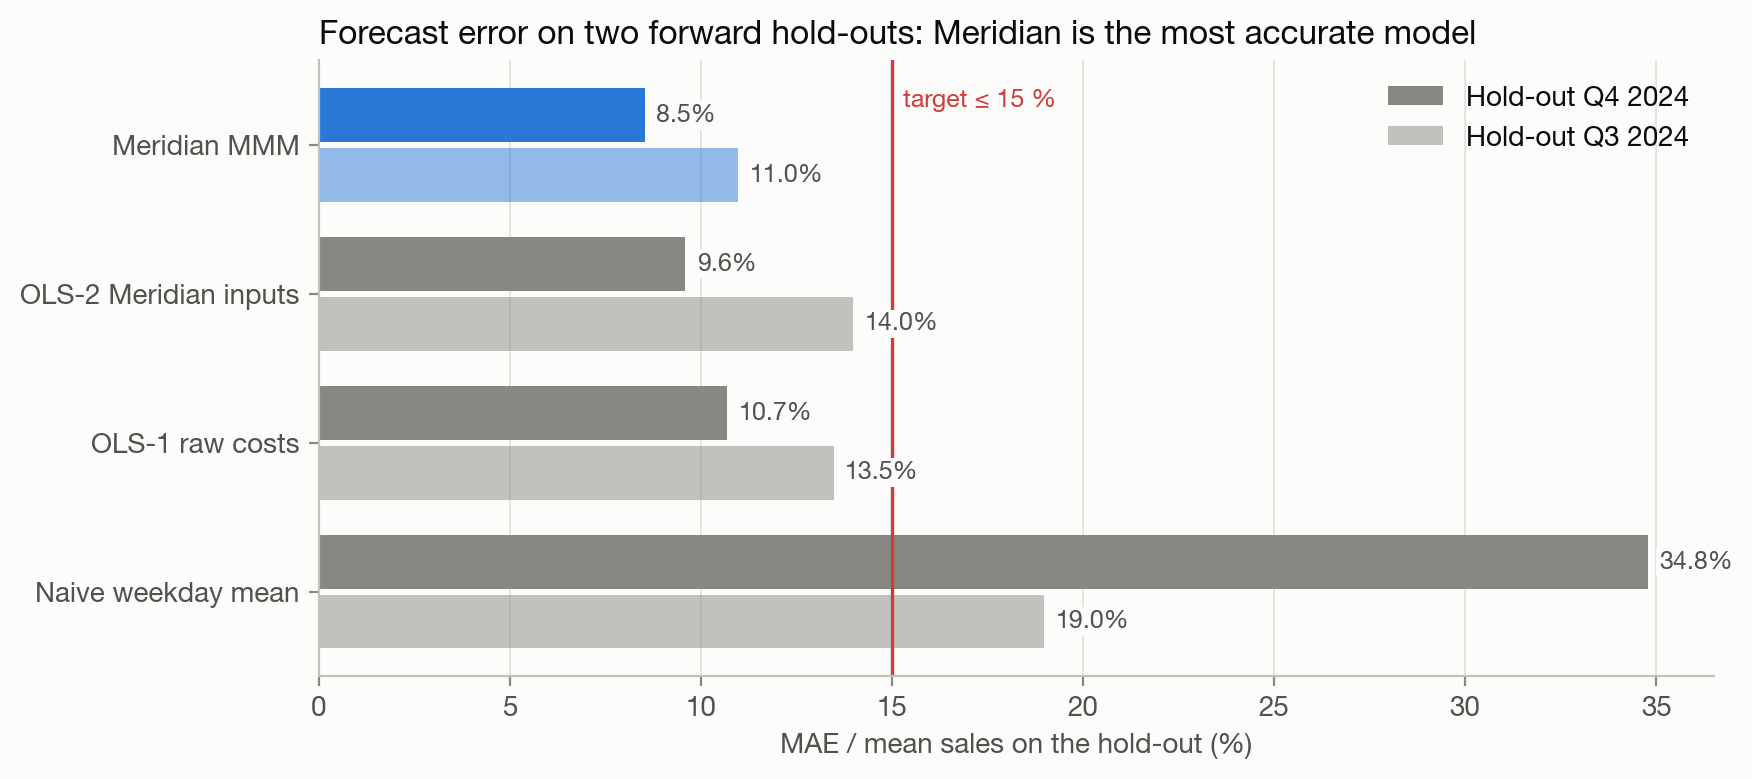 Forecast error on two forward hold-outs: Meridian is the most accurate model
target ≤ 15 %
Hold-out Q4 2024
Hold-out Q3 2024
Meridian MMM
8.5%
11.0%
OLS-2 Meridian inputs
9.6%
14.0%
OLS-1 raw costs
10.7%
13.5%
Naive weekday mean
34.8%
19.0%
0 5 10 15 20 25 30 35
MAE / mean sales on the hold-out (%)